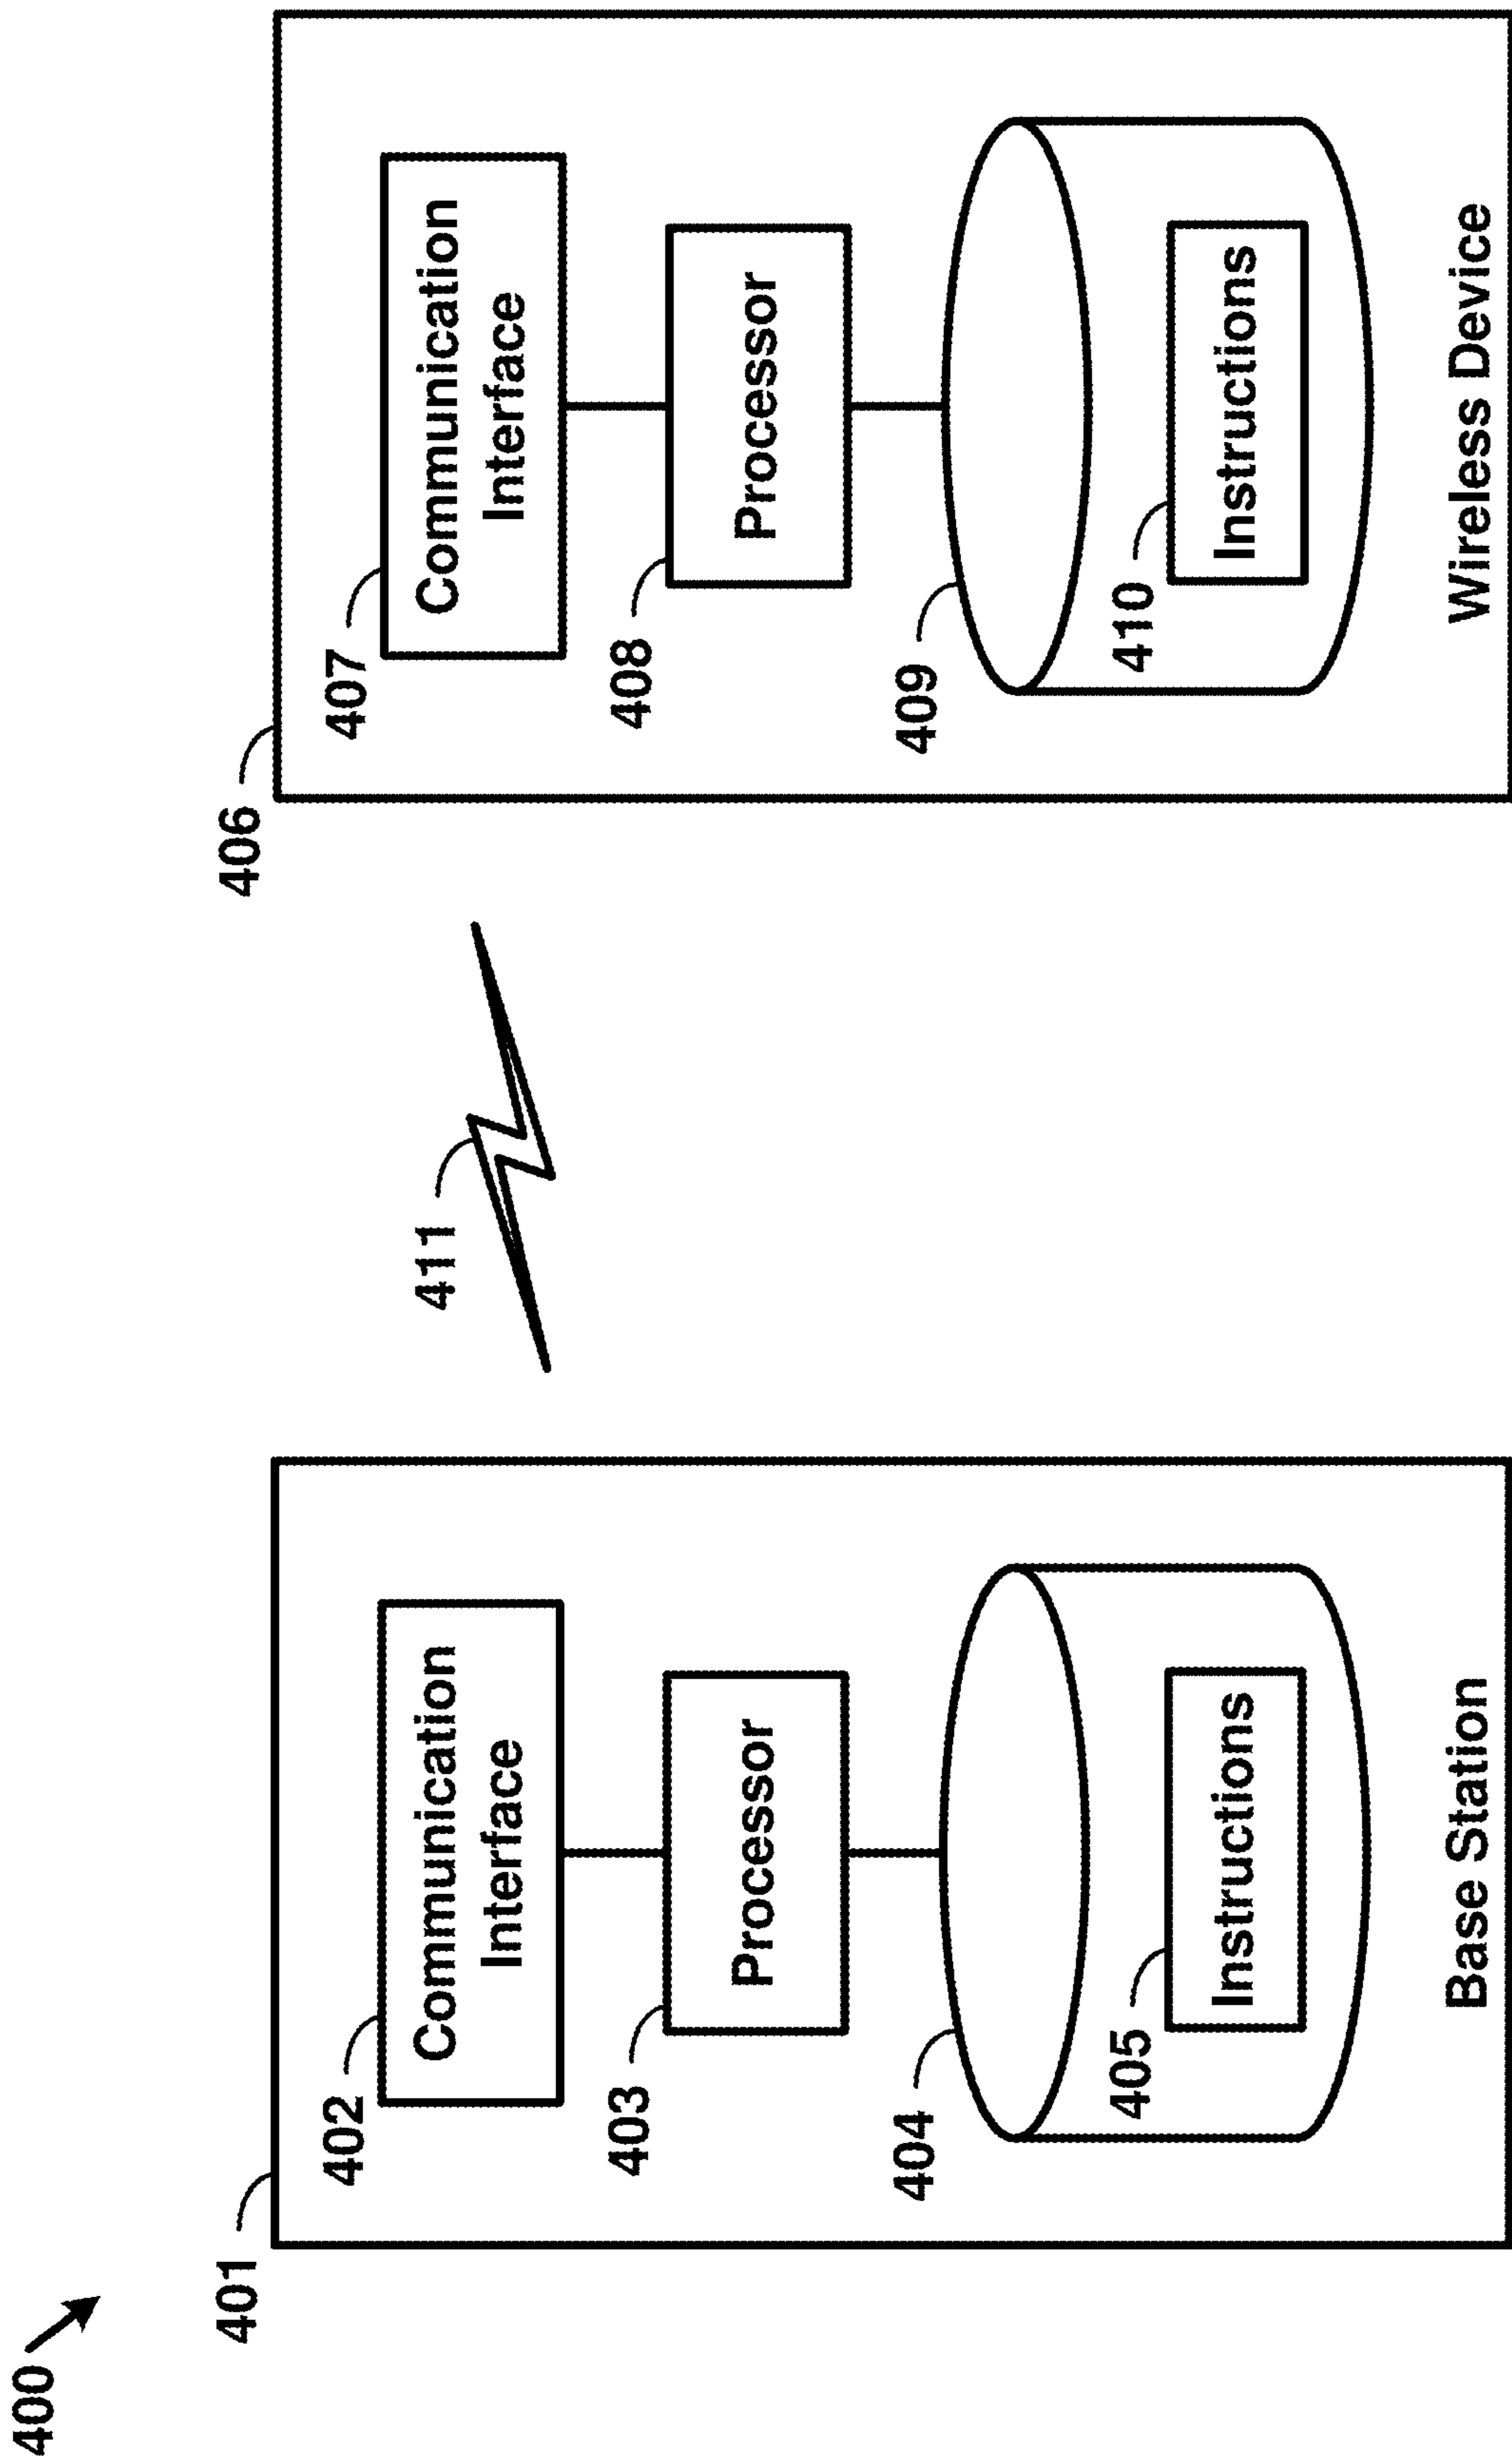 400
401
402
Communication
Interface
403
Processor
404
405
Instructions
Base Station
411
406
407
Communication
Interface
408
Processor
409
410
Instructions
Wireless Device